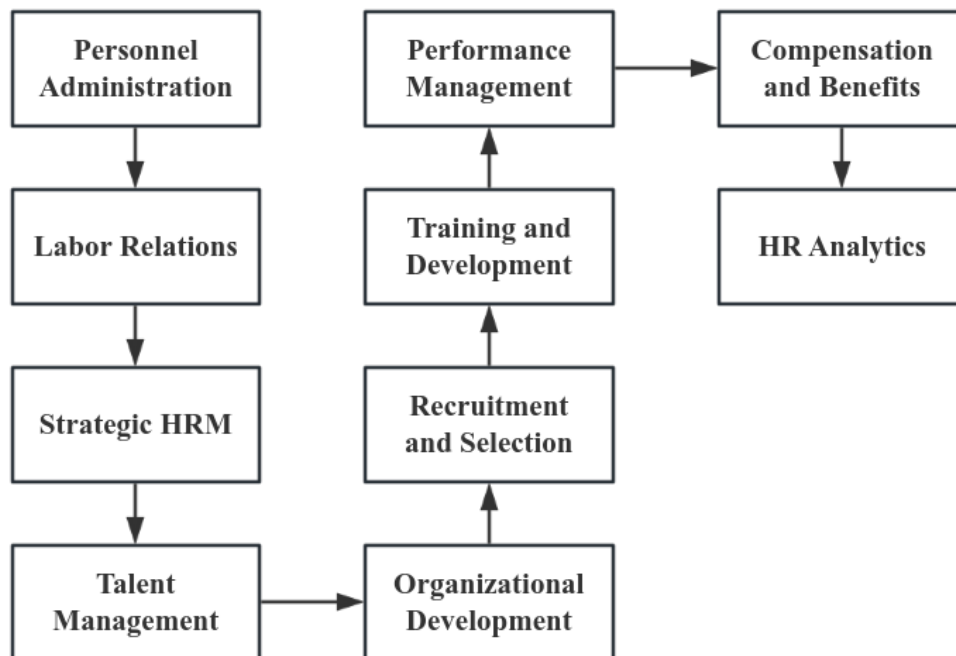 Personnel
Administration
Labor Relations
Strategic HRM
Talent
Management
Organizational
Development
Recruitment
and Selection
Training and
Development
Performance
Management
Compensation
and Benefits
HR Analytics